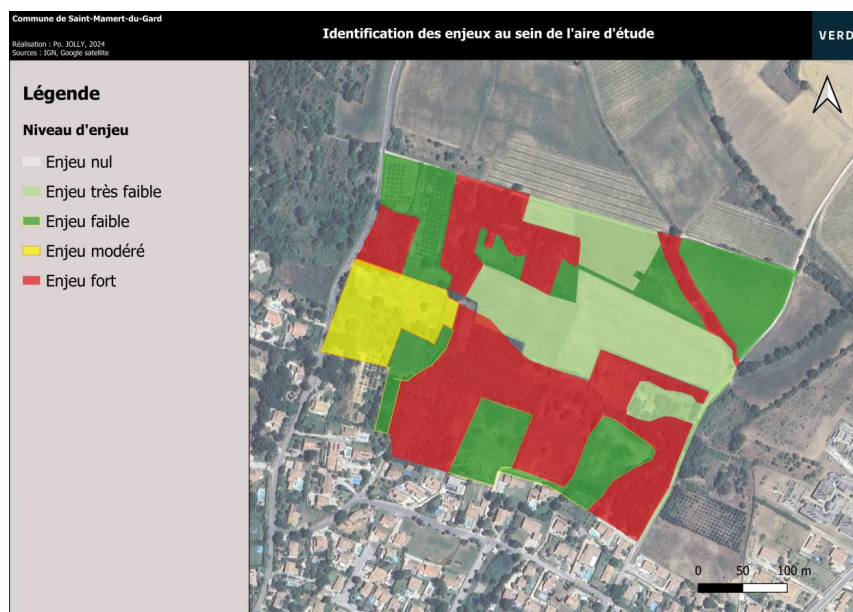 Commune de Saint-Mamert-du-Gard
Réalisation : Po. JOLLY, 2024
Sources : IGN, Google satellite
Identification des enjeux au sein de l'aire d'étude
VERD
Légende
Niveau d'enjeu
Enjeu nul
Enjeu très faible
Enjeu faible
Enjeu modéré
Enjeu fort
0 50 100 m